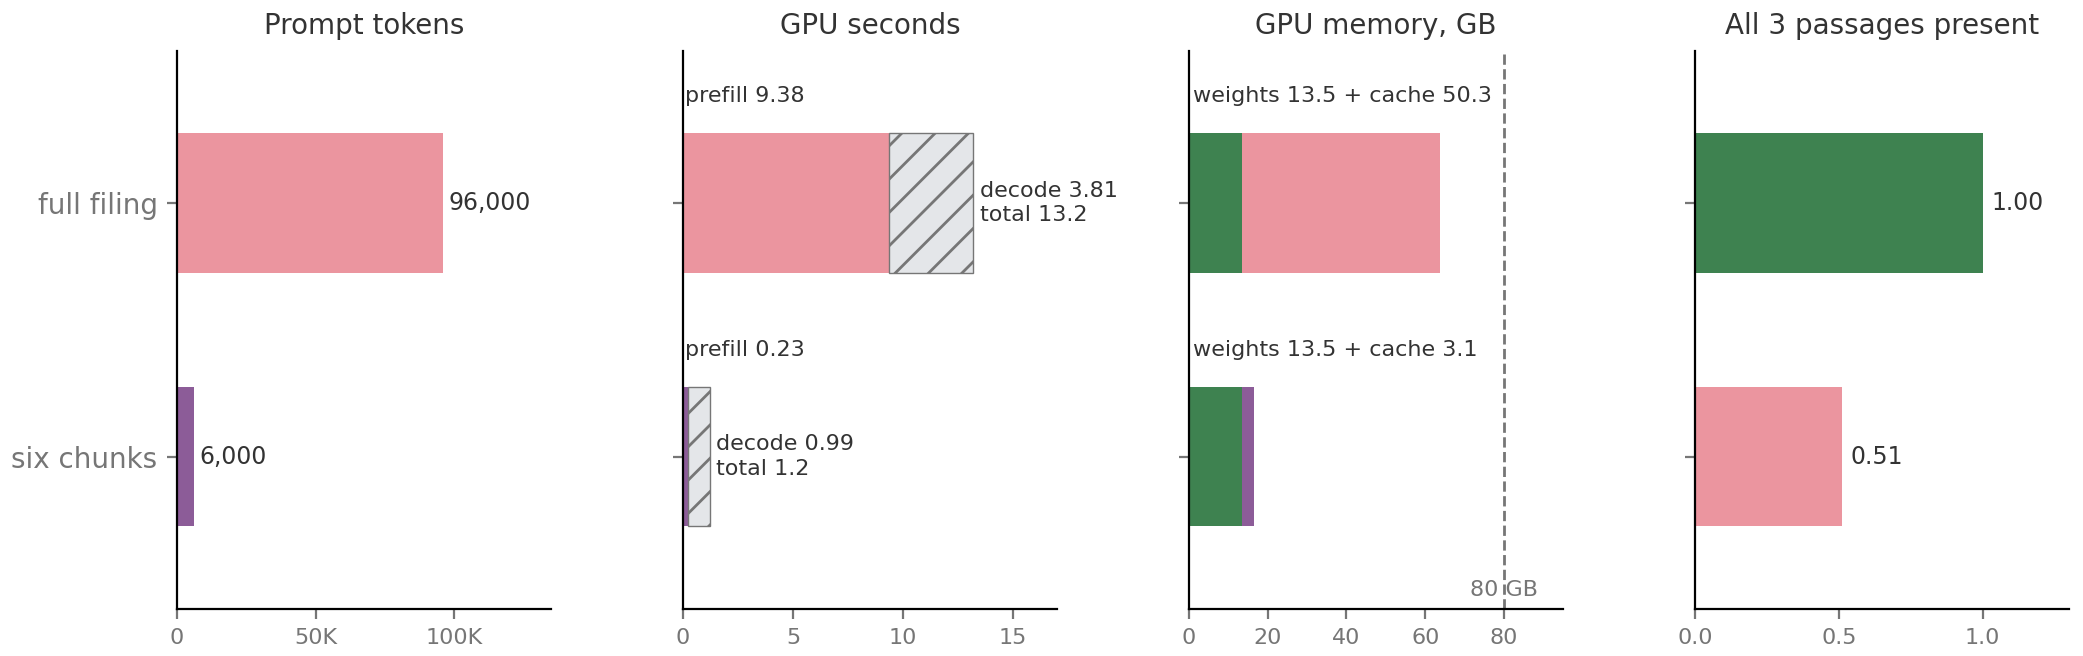 Prompt tokens
GPU seconds
GPU memory, GB
All 3 passages present
prefill 9.38
weights 13.5 + cache 50.3
full filing
96,000
decode 3.81
total 13.2
1.00
prefill 0.23
weights 13.5 + cache 3.1
six chunks
6,000
decode 0.99
total 1.2
0.51
80 GB
0
50K
100K
0
5
10
15
0
20
40
60
80
0.0
0.5
1.0